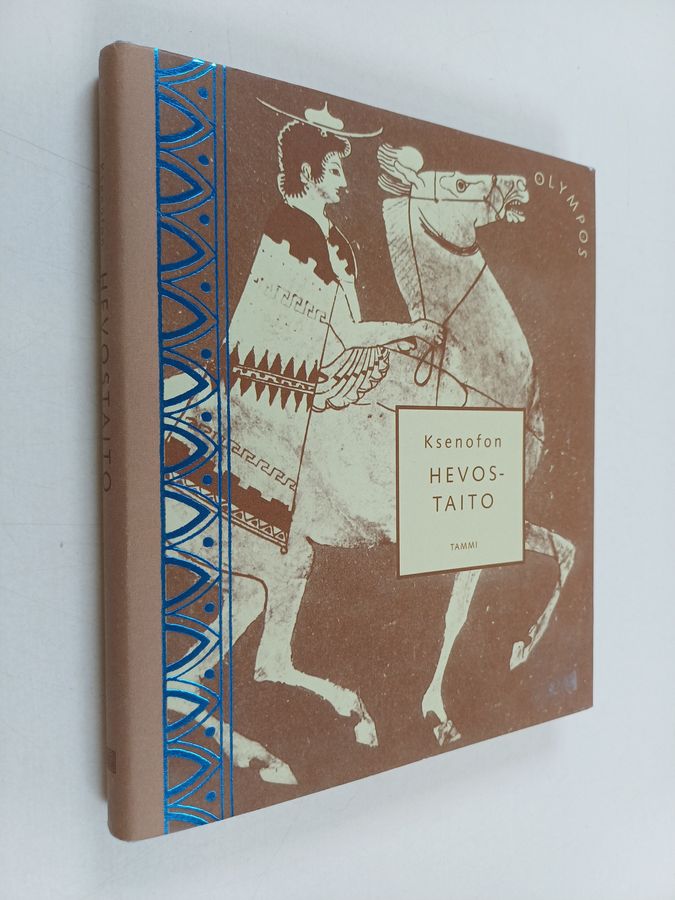 OLYMPOS
Ksenofon
HEVOS-
TAITO
TAMMI
HEVOSTAITO